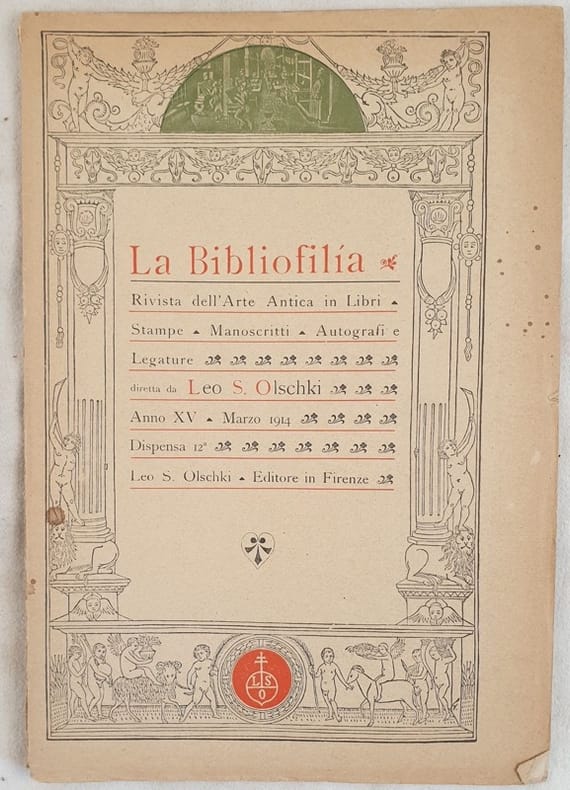 La Bibliofilía
Rivista dell'Arte Antica in Libri
Stampe Manoscritti Autografi e
Legature
diretta da Leo S. Olschki
Anno XV Marzo 1914
Dispensa 12ª
Leo S. Olschki Editore in Firenze
L S
O